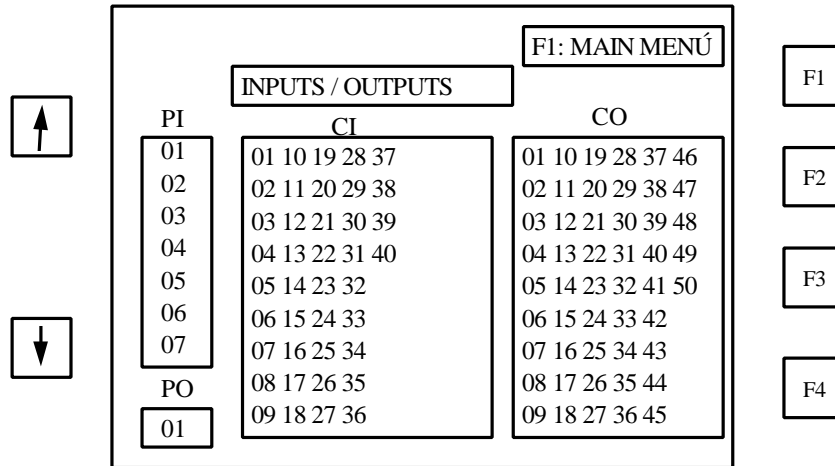 F1: MAIN MENÚ
INPUTS / OUTPUTS
PI
01
02
03
04
05
06
07
PO
01
CI
01 10 19 28 37
02 11 20 29 38
03 12 21 30 39
04 13 22 31 40
05 14 23 32
06 15 24 33
07 16 25 34
08 17 26 35
09 18 27 36
CO
01 10 19 28 37 46
02 11 20 29 38 47
03 12 21 30 39 48
04 13 22 31 40 49
05 14 23 32 41 50
06 15 24 33 42
07 16 25 34 43
08 17 26 35 44
09 18 27 36 45
F1
F2
F3
F4